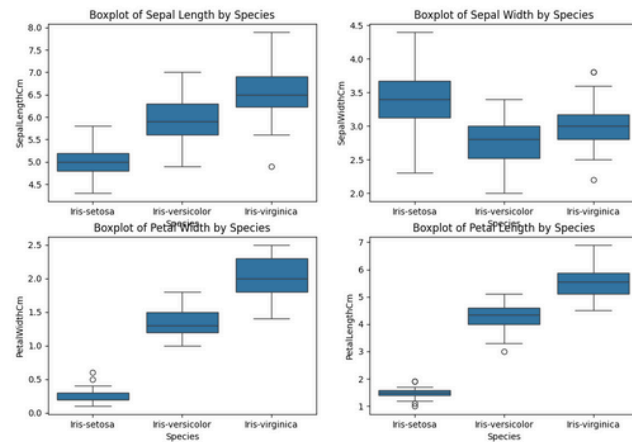 Boxplot of Sepal Length by Species
SepalLengthCm
8.0
7.5
7.0
6.5
6.0
5.5
5.0
4.5
Iris-setosa
Iris-versicolor
Iris-virginica
Species
Boxplot of Sepal Width by Species
SepalWidthCm
4.5
4.0
3.5
3.0
2.5
2.0
Iris-setosa
Iris-versicolor
Iris-virginica
Species
Boxplot of Petal Width by Species
PetalWidthCm
2.5
2.0
1.5
1.0
0.5
0.0
Iris-setosa
Iris-versicolor
Iris-virginica
Species
Boxplot of Petal Length by Species
PetalLengthCm
7
6
5
4
3
2
1
Iris-setosa
Iris-versicolor
Iris-virginica
Species